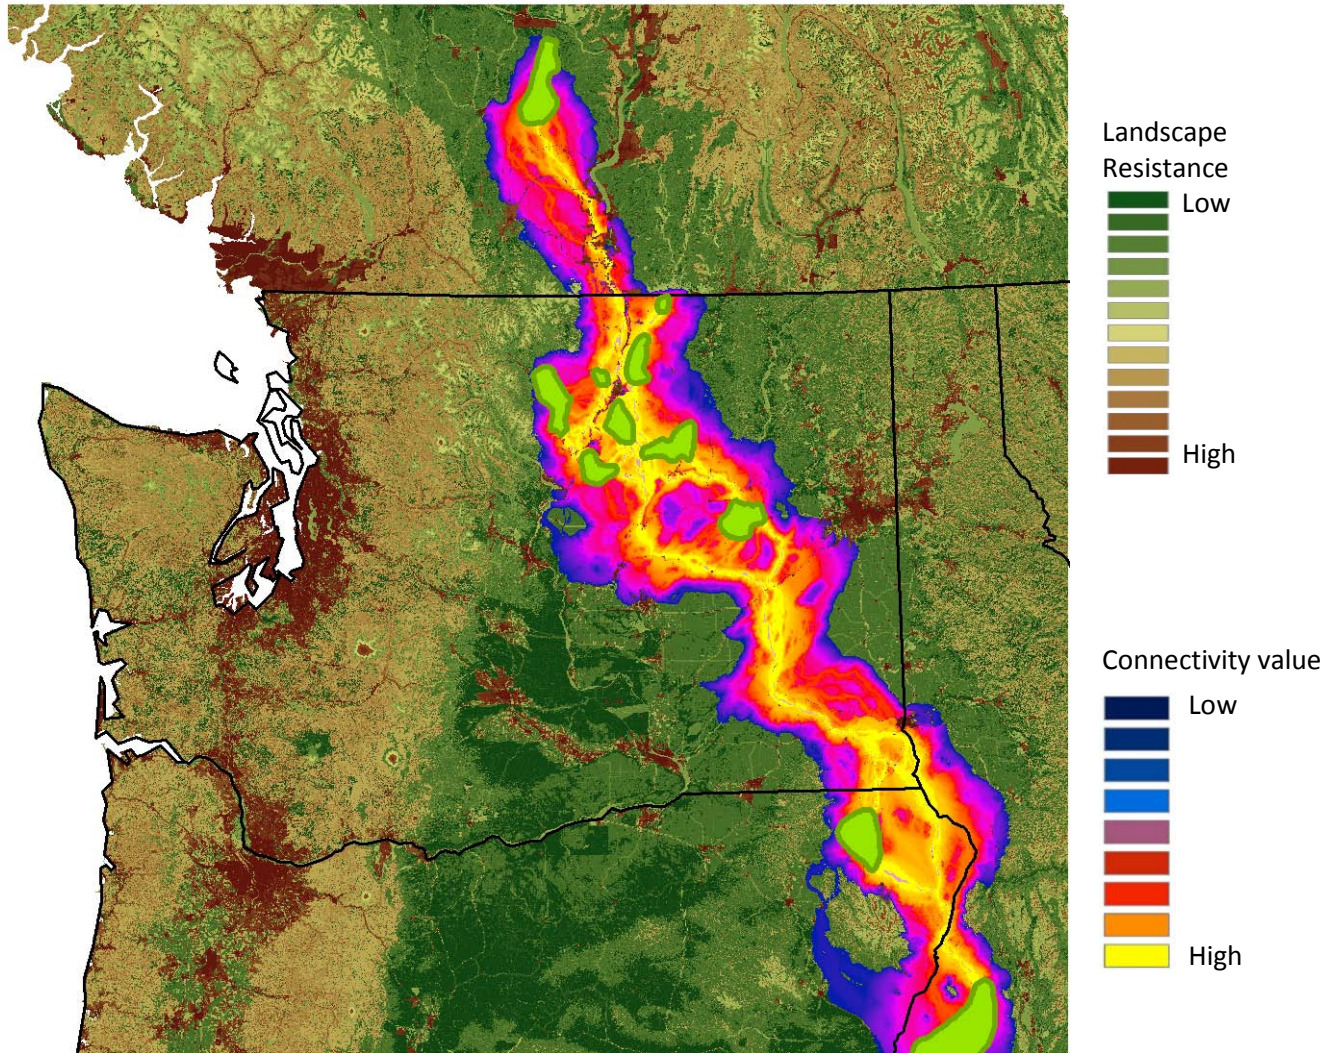 Landscape
Resistance
Low
High
Connectivity value
Low
High